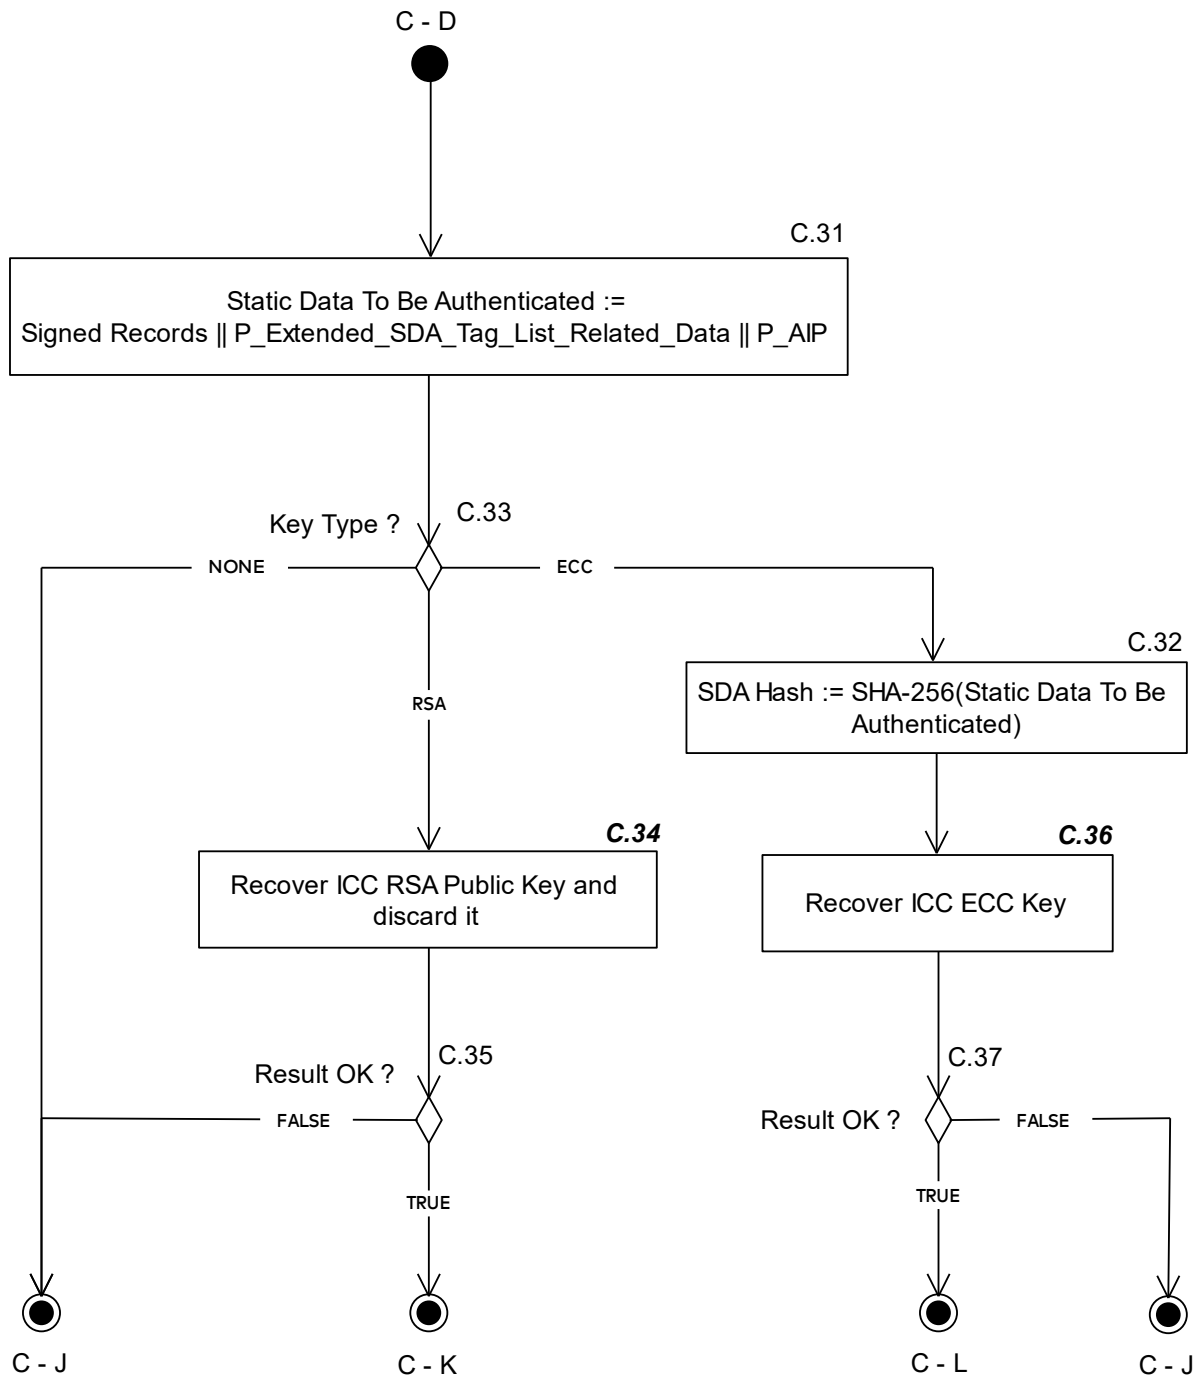 C - D
C.31
Static Data To Be Authenticated :=
Signed Records || P_Extended_SDA_Tag_List_Related_Data || P_AIP
Key Type ?
C.33
NONE
ECC
RSA
C.32
SDA Hash := SHA-256(Static Data To Be
Authenticated)
C.34
Recover ICC RSA Public Key and
discard it
C.36
Recover ICC ECC Key
Result OK ?
C.35
FALSE
TRUE
C.37
Result OK ?
FALSE
TRUE
C - J
C - K
C - L
C - J